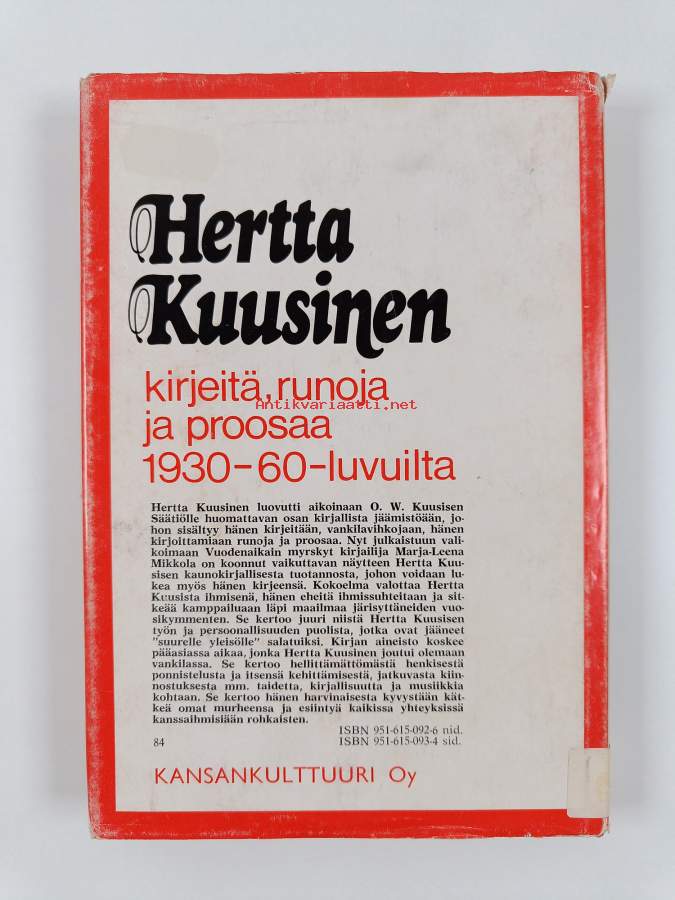 Hertta
Kuusinen
kirjeitä, runoja
Antikvariaatti.net
ja proosaa
1930-60-luvuilta
Hertta Kuusinen luovutti aikoinaan O. W. Kuusisen
Säätiölle huomattavan osan kirjallista jäämistöään, jo-
hon sisältyy hänen kirjeitään, vankilavihkojaan, hänen
kirjoittamiaan runoja ja proosaa. Nyt julkaistuun vali-
koimaan Vuodenaikain myrskyt kirjailija Marja-Leena
Mikkola on koonnut vaikuttavan näytteen Hertta Kuu-
sisen kaunokirjallisesta tuotannosta, johon voidaan lu-
kea myös hänen kirjeensä. Kokoelma valottaa Hertta
Kuusista ihmisenä, hänen eheitä ihmissuhteitaan ja sit-
keää kamppailuaan läpi maailmaa järisyttäneiden vuo-
sikymmenten. Se kertoo juuri niistä Hertta Kuusisen
työn ja persoonallisuuden puolista, jotka ovat jääneet
"suurelle yleisölle" salatuiksi. Kirjan aineisto koskee
pääasiassa aikaa, jonka Hertta Kuusinen joutui olemaan
vankilassa. Se kertoo hellittämättömästä henkisestä
ponnistelusta ja itsensä kehittämisestä, jatkuvasta kiin-
nostuksesta mm. taidetta, kirjallisuutta ja musiikkia
kohtaan. Se kertoo hänen harvinaisesta kyvystään kät-
keä omat murheensa ja esiintyä kaikissa yhteyksissä
kanssaihmisiään rohkaisten.
ISBN 951-615-092-6 nid.
84 ISBN 951-615-093-4 sid.
KANSANKULTTUURI Oy